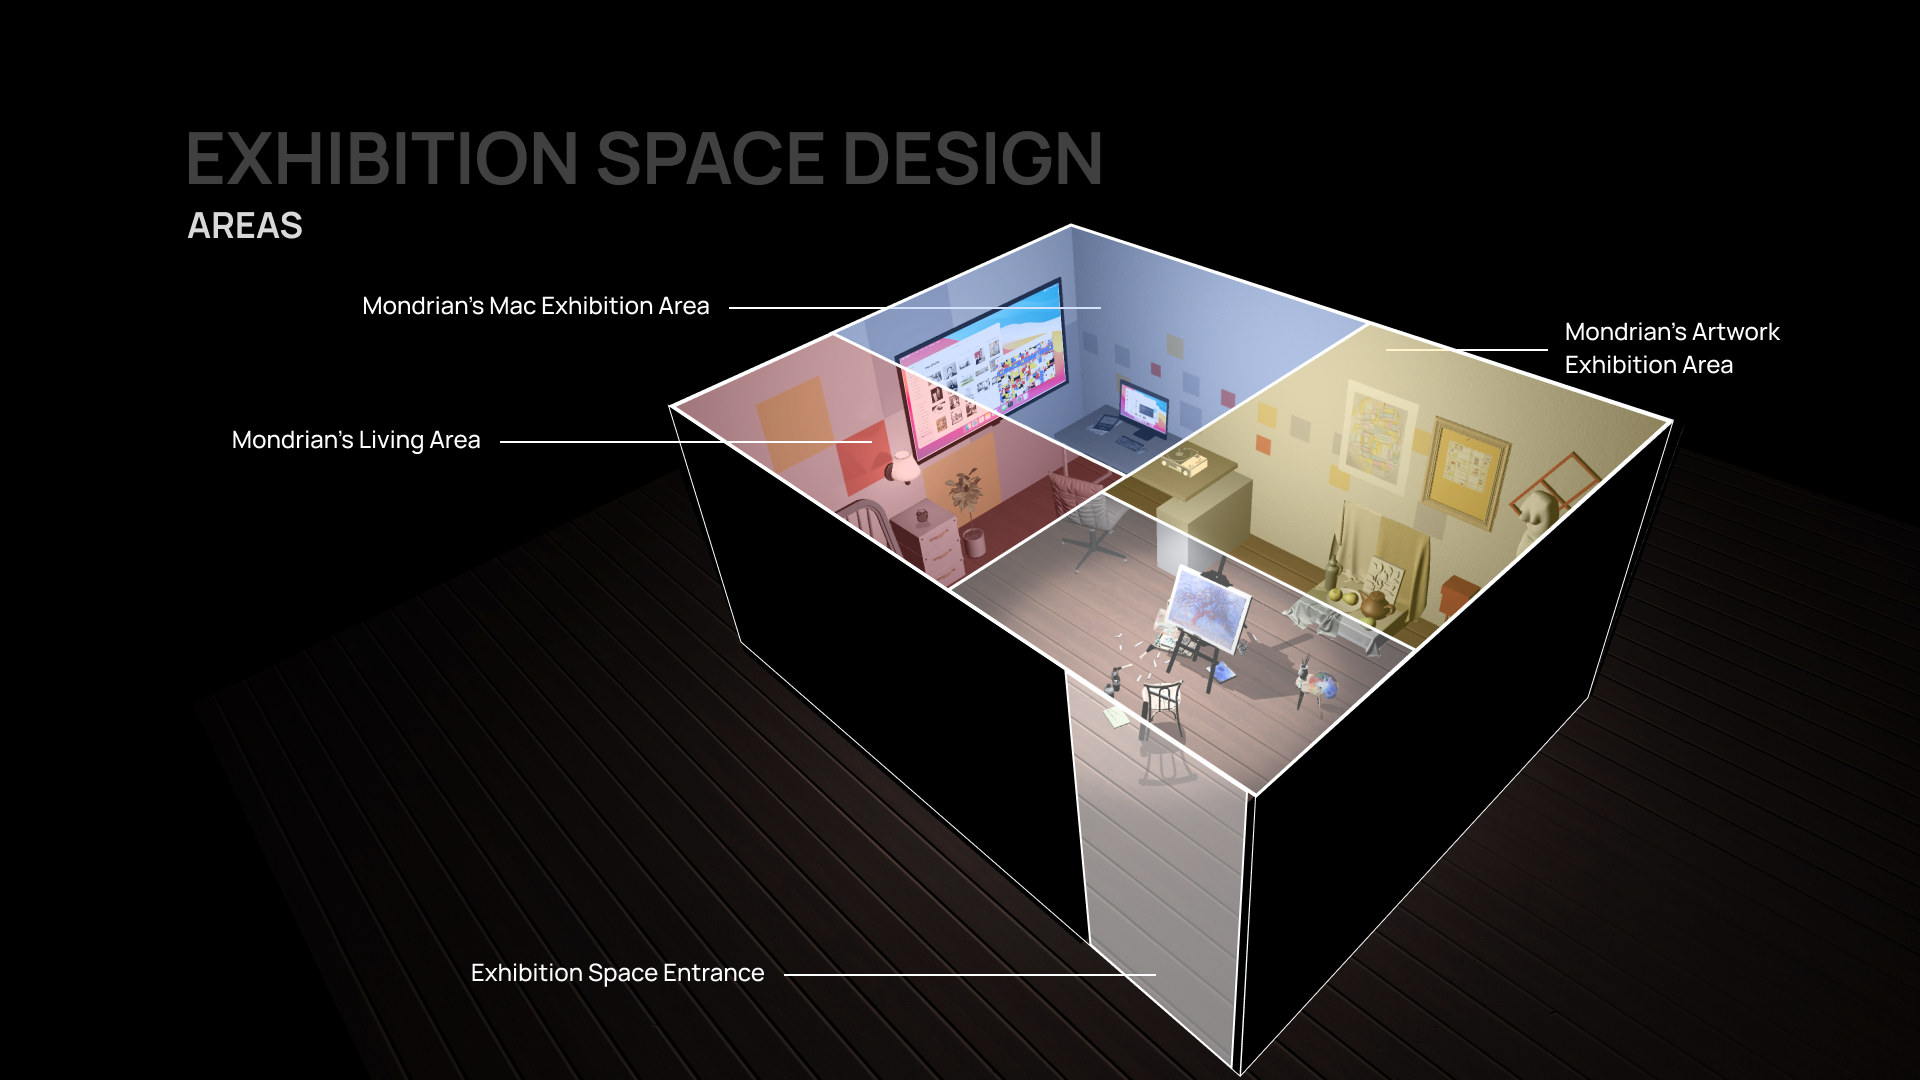 EXHIBITION SPACE DESIGN
AREAS
Mondrian's Mac Exhibition Area
Mondrian's Artwork
Exhibition Area
Mondrian's Living Area
Exhibition Space Entrance